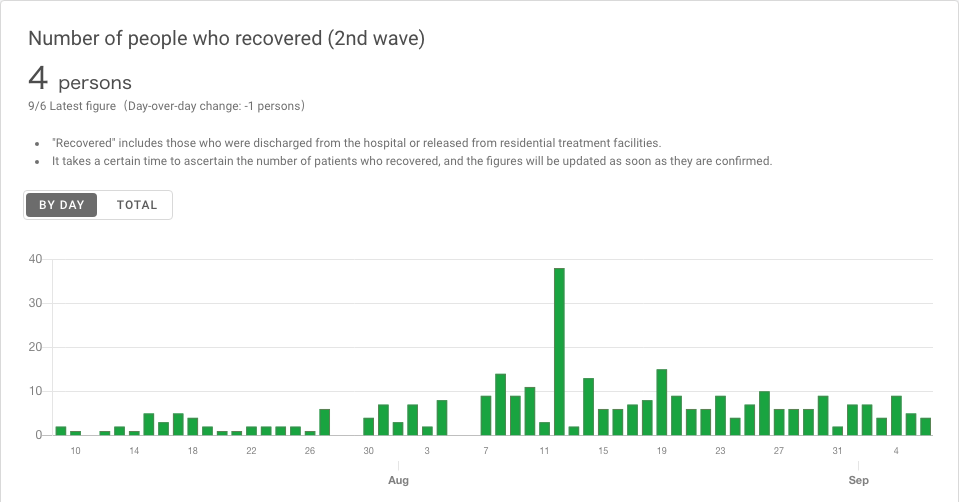 Number of people who recovered (2nd wave)
4 persons
9/6 Latest figure（Day-over-day change: -1 persons）
• "Recovered" includes those who were discharged from the hospital or released from residential treatment facilities.
• It takes a certain time to ascertain the number of patients who recovered, and the figures will be updated as soon as they are confirmed.
BY DAY TOTAL
40
30
20
10
0
10 14 18 22 26 30 3 7 11 15 19 23 27 31 4
Aug Sep